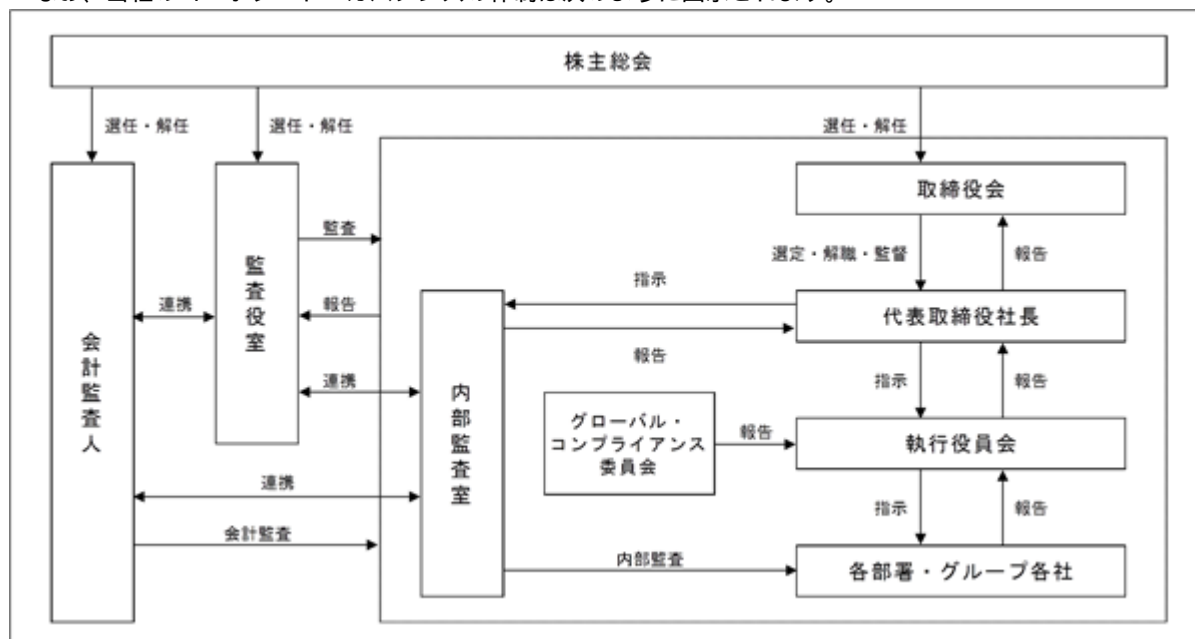 株主総会
選任・解任
選任・解任
選任・解任
取締役会
監査
選定・解職・監督
報告
監査役室
指示
連携
報告
代表取締役社長
報告
会計監査人
連携
内部監査室
指示
報告
グローバル・
コンプライアンス
委員会
報告
執行役員会
連携
指示
報告
会計監査
内部監査
各部署・グループ各社